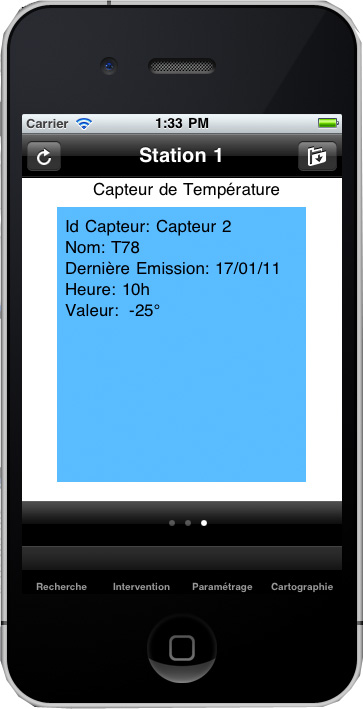 Carrier 1:33 PM
Station 1
Capteur de Température
Id Capteur: Capteur 2
Nom: T78
Dernière Emission: 17/01/11
Heure: 10h
Valeur: -25°
Recherche Intervention Paramétrage Cartographie